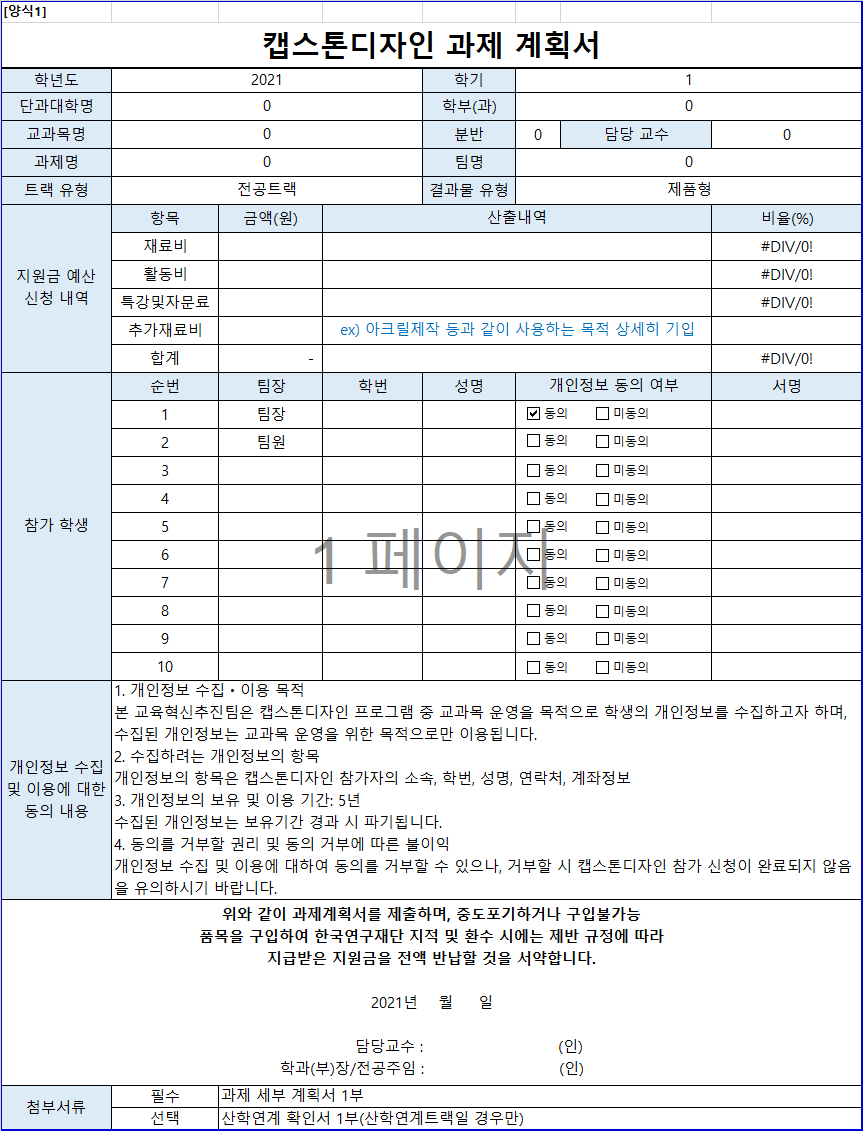 [양식1]
캡스톤디자인 과제 계획서
학년도 2021 학기 1
단과대학명 0 학부(과) 0
교과목명 0 분반 0 담당 교수 0
과제명 0 팀명 0
트랙 유형 전공트랙 결과물 유형 제품형
지원금 예산
신청 내역
항목 금액(원) 산출내역 비율(%)
재료비 #DIV/0!
활동비 #DIV/0!
특강및자문료 #DIV/0!
추가재료비 ex) 아크릴제작 등과 같이 사용하는 목적 상세히 기입
합계 - #DIV/0!
참가 학생
순번 팀장 학번 성명 개인정보 동의 여부 서명
1 팀장 동의 미동의
2 팀원 동의 미동의
3 동의 미동의
4 동의 미동의
5 동의 미동의
6 동의 미동의
7 동의 미동의
8 동의 미동의
9 동의 미동의
10 동의 미동의
1 페이지
개인정보 수집
및 이용에 대한
동의 내용
1. 개인정보 수집・이용 목적
본 교육혁신추진팀은 캡스톤디자인 프로그램 중 교과목 운영을 목적으로 학생의 개인정보를 수집하고자 하며,
수집된 개인정보는 교과목 운영을 위한 목적으로만 이용됩니다.
2. 수집하려는 개인정보의 항목
개인정보의 항목은 캡스톤디자인 참가자의 소속, 학번, 성명, 연락처, 계좌정보
3. 개인정보의 보유 및 이용 기간: 5년
수집된 개인정보는 보유기간 경과 시 파기됩니다.
4. 동의를 거부할 권리 및 동의 거부에 따른 불이익
개인정보 수집 및 이용에 대하여 동의를 거부할 수 있으나, 거부할 시 캡스톤디자인 참가 신청이 완료되지 않음
을 유의하시기 바랍니다.
위와 같이 과제계획서를 제출하며, 중도포기하거나 구입불가능
품목을 구입하여 한국연구재단 지적 및 환수 시에는 제반 규정에 따라
지급받은 지원금을 전액 반납할 것을 서약합니다.
2021년 월 일
담당교수 : (인)
학과(부)장/전공주임 : (인)
첨부서류
필수 과제 세부 계획서 1부
선택 산학연계 확인서 1부(산학연계트랙일 경우만)